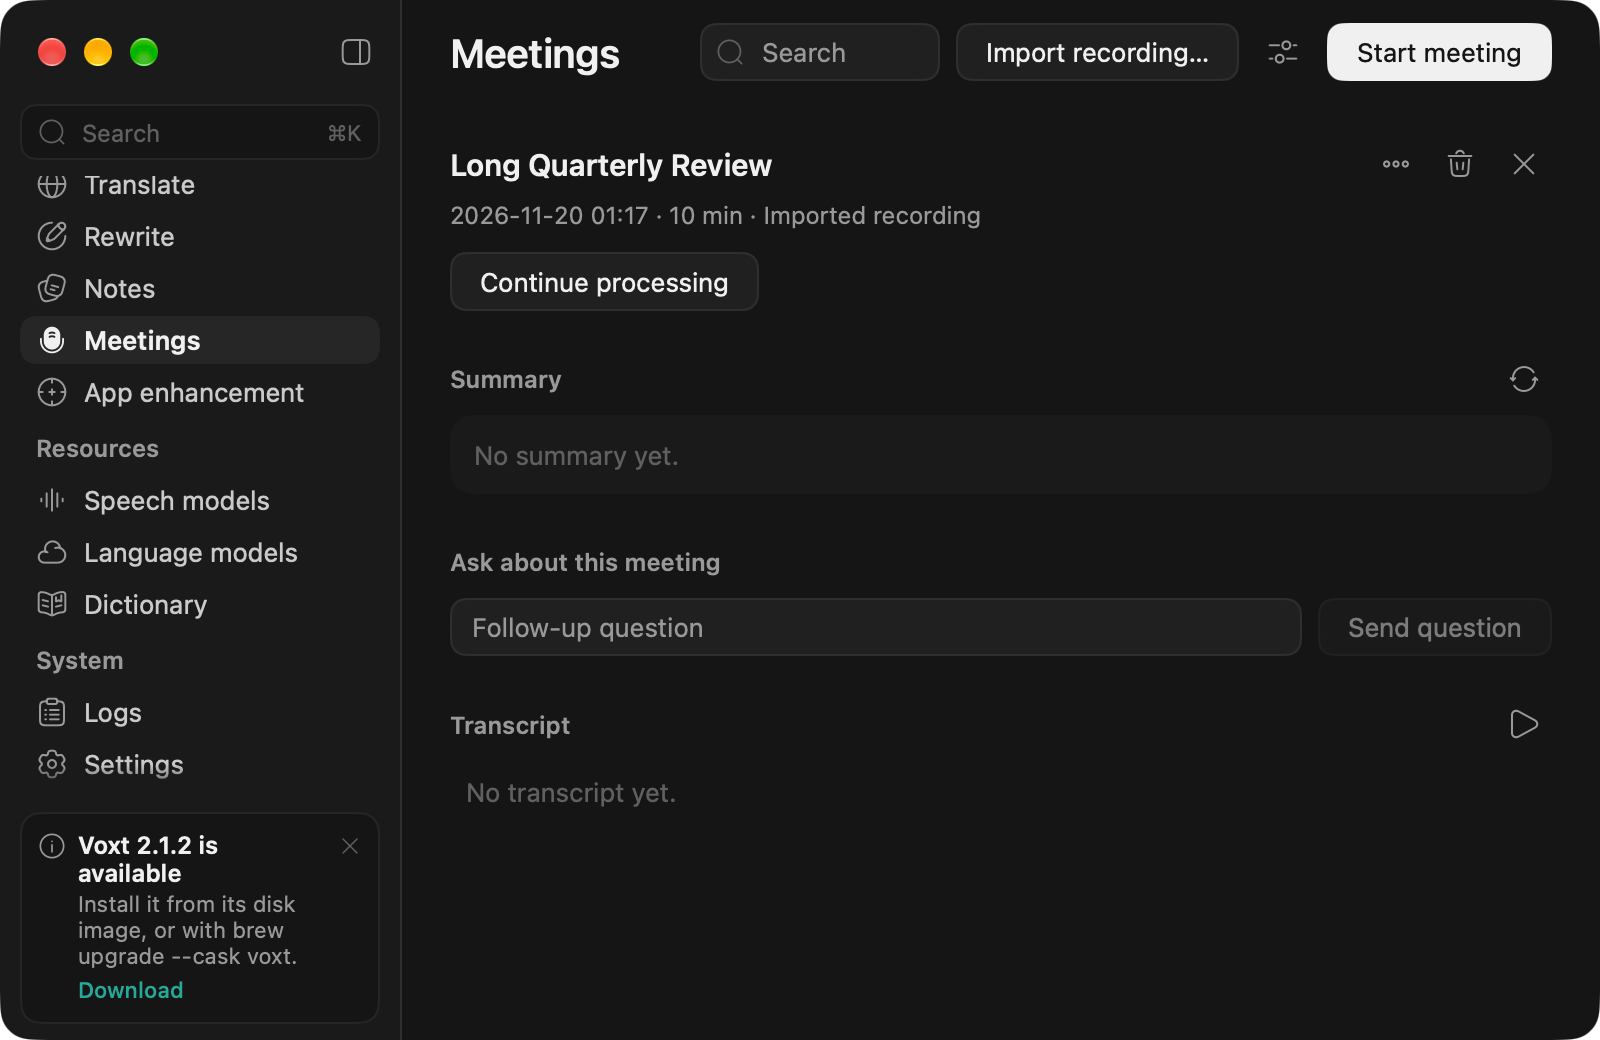 Search ⌘K
Translate
Rewrite
Notes
Meetings
App enhancement
Resources
Speech models
Language models
Dictionary
System
Logs
Settings
Voxt 2.1.2 is
available
Install it from its disk
image, or with brew
upgrade --cask voxt.
Download
Meetings
Search
Import recording...
Start meeting
Long Quarterly Review
2026-11-20 01:17 · 10 min · Imported recording
Continue processing
Summary
No summary yet.
Ask about this meeting
Follow-up question
Send question
Transcript
No transcript yet.